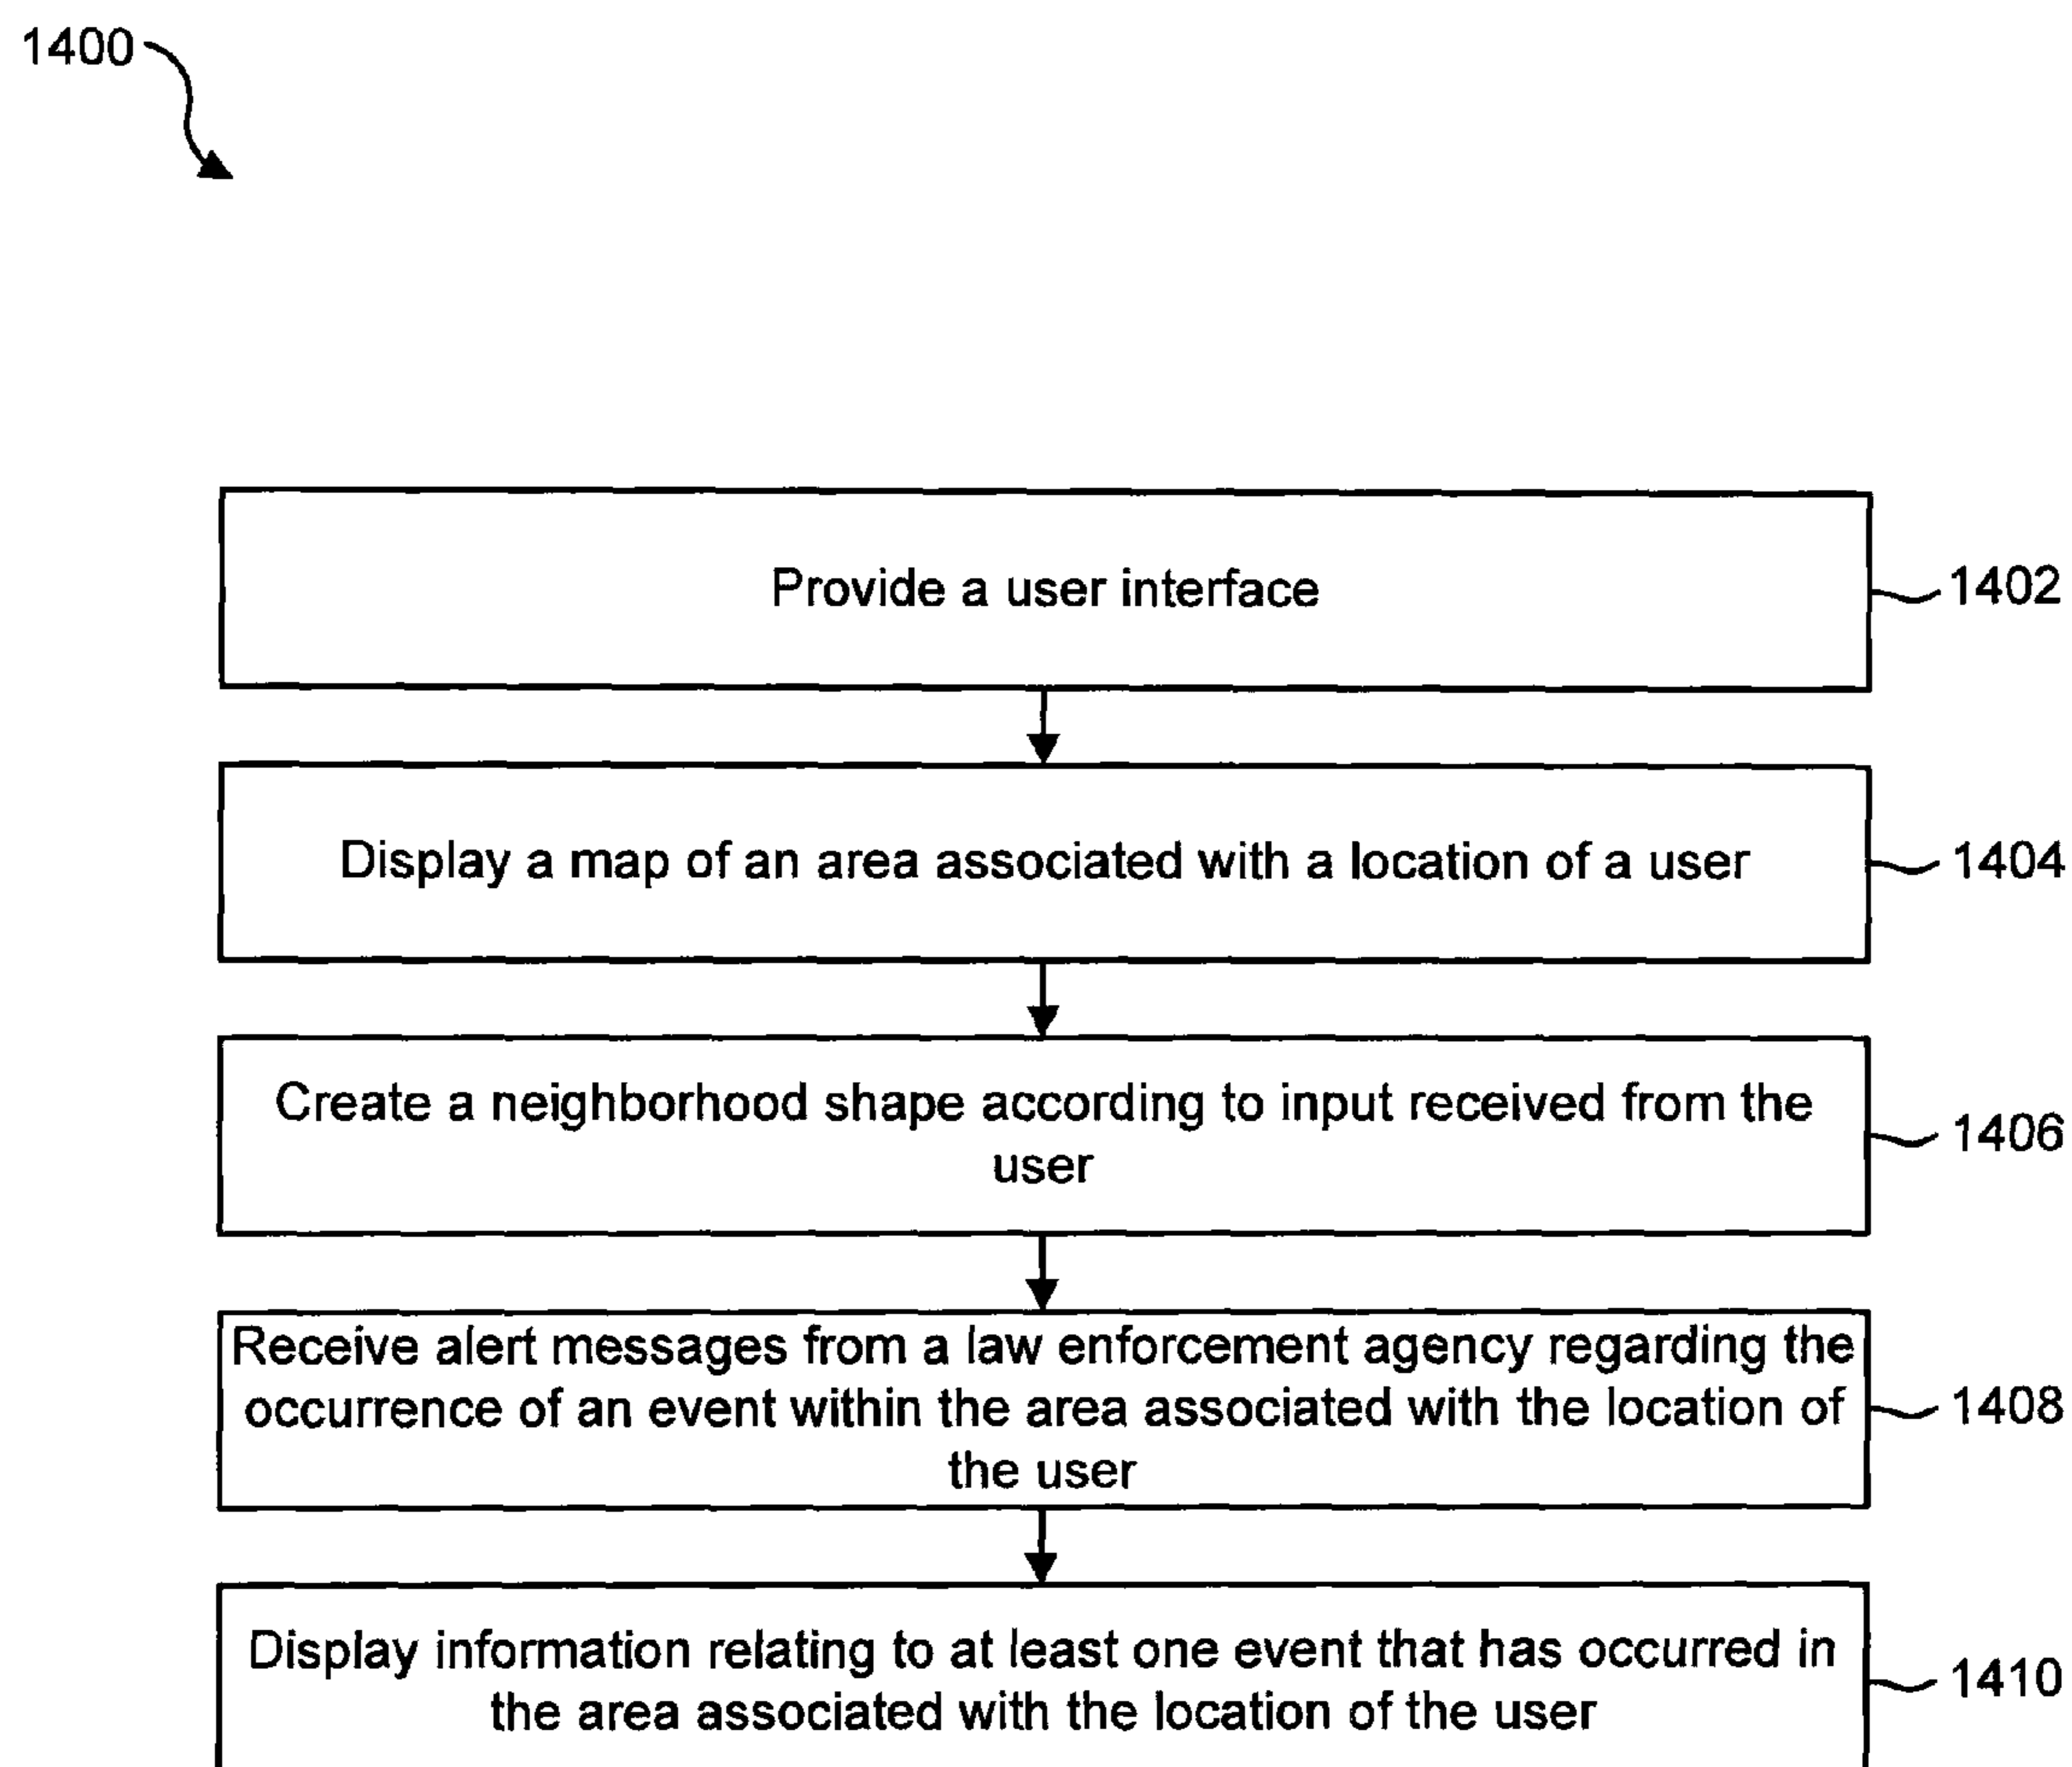 1400
Provide a user interface
1402
Display a map of an area associated with a location of a user
1404
Create a neighborhood shape according to input received from the
user
1406
Receive alert messages from a law enforcement agency regarding the
occurrence of an event within the area associated with the location of
the user
1408
Display information relating to at least one event that has occurred in
the area associated with the location of the user
1410